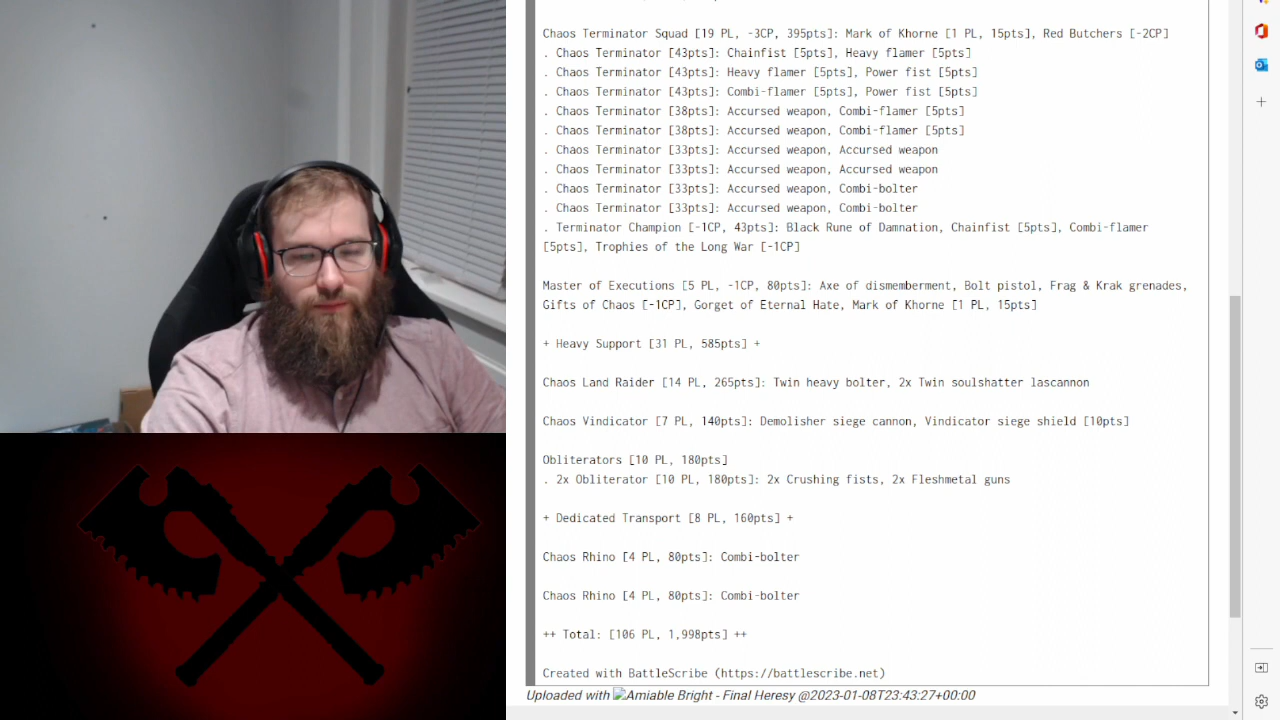 Chaos Terminator Squad [19 PL, -3CP, 395pts]: Mark of Khorne [1 PL, 15pts], Red Butchers [-2CP]
. Chaos Terminator [43pts]: Chainfist [5pts], Heavy flamer [5pts]
. Chaos Terminator [43pts]: Heavy flamer [5pts], Power fist [5pts]
. Chaos Terminator [43pts]: Combi-flamer [5pts], Power fist [5pts]
. Chaos Terminator [38pts]: Accursed weapon, Combi-flamer [5pts]
. Chaos Terminator [38pts]: Accursed weapon, Combi-flamer [5pts]
. Chaos Terminator [33pts]: Accursed weapon, Accursed weapon
. Chaos Terminator [33pts]: Accursed weapon, Accursed weapon
. Chaos Terminator [33pts]: Accursed weapon, Combi-bolter
. Chaos Terminator [33pts]: Accursed weapon, Combi-bolter
. Terminator Champion [-1CP, 43pts]: Black Rune of Damnation, Chainfist [5pts], Combi-flamer
[5pts], Trophies of the Long War [-1CP]
Master of Executions [5 PL, -1CP, 80pts]: Axe of dismemberment, Bolt pistol, Frag & Krak grenades,
Gifts of Chaos [-1CP], Gorget of Eternal Hate, Mark of Khorne [1 PL, 15pts]
+ Heavy Support [31 PL, 585pts] +
Chaos Land Raider [14 PL, 265pts]: Twin heavy bolter, 2x Twin soulshatter lascannon
Chaos Vindicator [7 PL, 140pts]: Demolisher siege cannon, Vindicator siege shield [10pts]
Obliterators [10 PL, 180pts]
. 2x Obliterator [10 PL, 180pts]: 2x Crushing fists, 2x Fleshmetal guns
+ Dedicated Transport [8 PL, 160pts] +
Chaos Rhino [4 PL, 80pts]: Combi-bolter
Chaos Rhino [4 PL, 80pts]: Combi-bolter
++ Total: [106 PL, 1,998pts] ++
Created with BattleScribe (https://battlescribe.net)
Uploaded with Amiable Bright - Final Heresy @2023-01-08T23:43:27+00:00